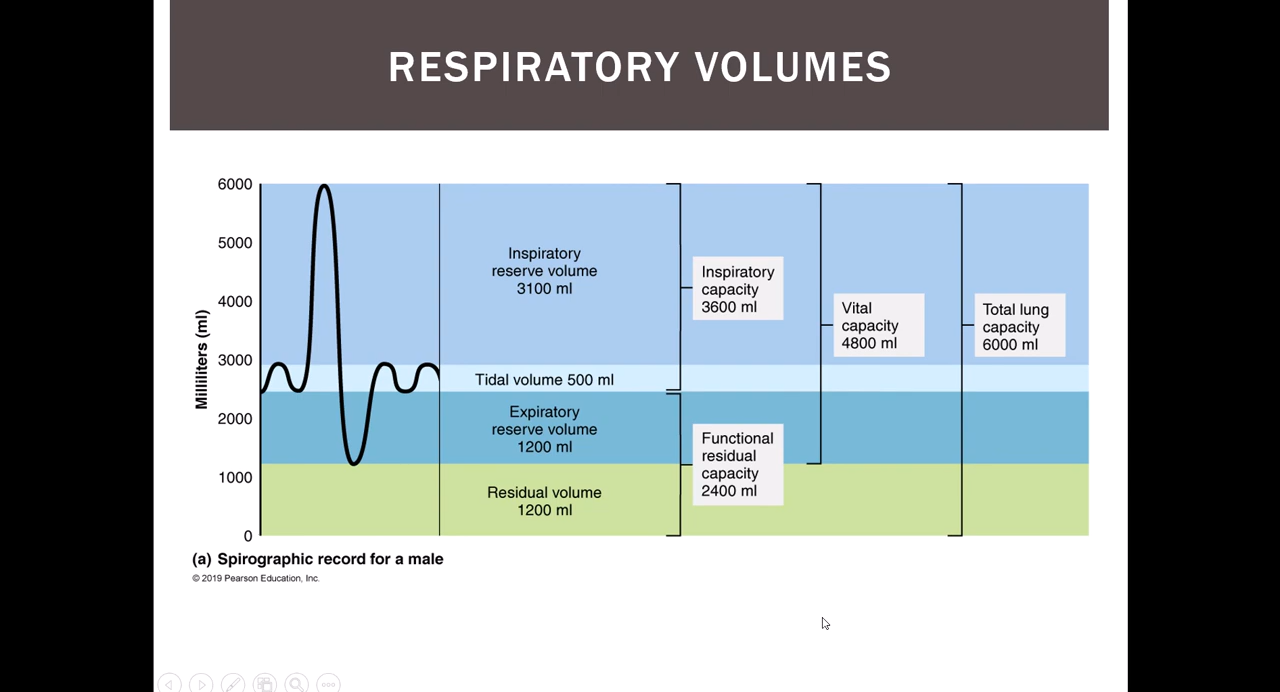 RESPIRATORY VOLUMES
6000
5000
4000
3000
2000
1000
0
Milliliters (ml)
Inspiratory
reserve volume
3100 ml
Tidal volume 500 ml
Expiratory
reserve volume
1200 ml
Residual volume
1200 ml
Inspiratory
capacity
3600 ml
Functional
residual
capacity
2400 ml
Vital
capacity
4800 ml
Total lung
capacity
6000 ml
(a) Spirographic record for a male
© 2019 Pearson Education, Inc.